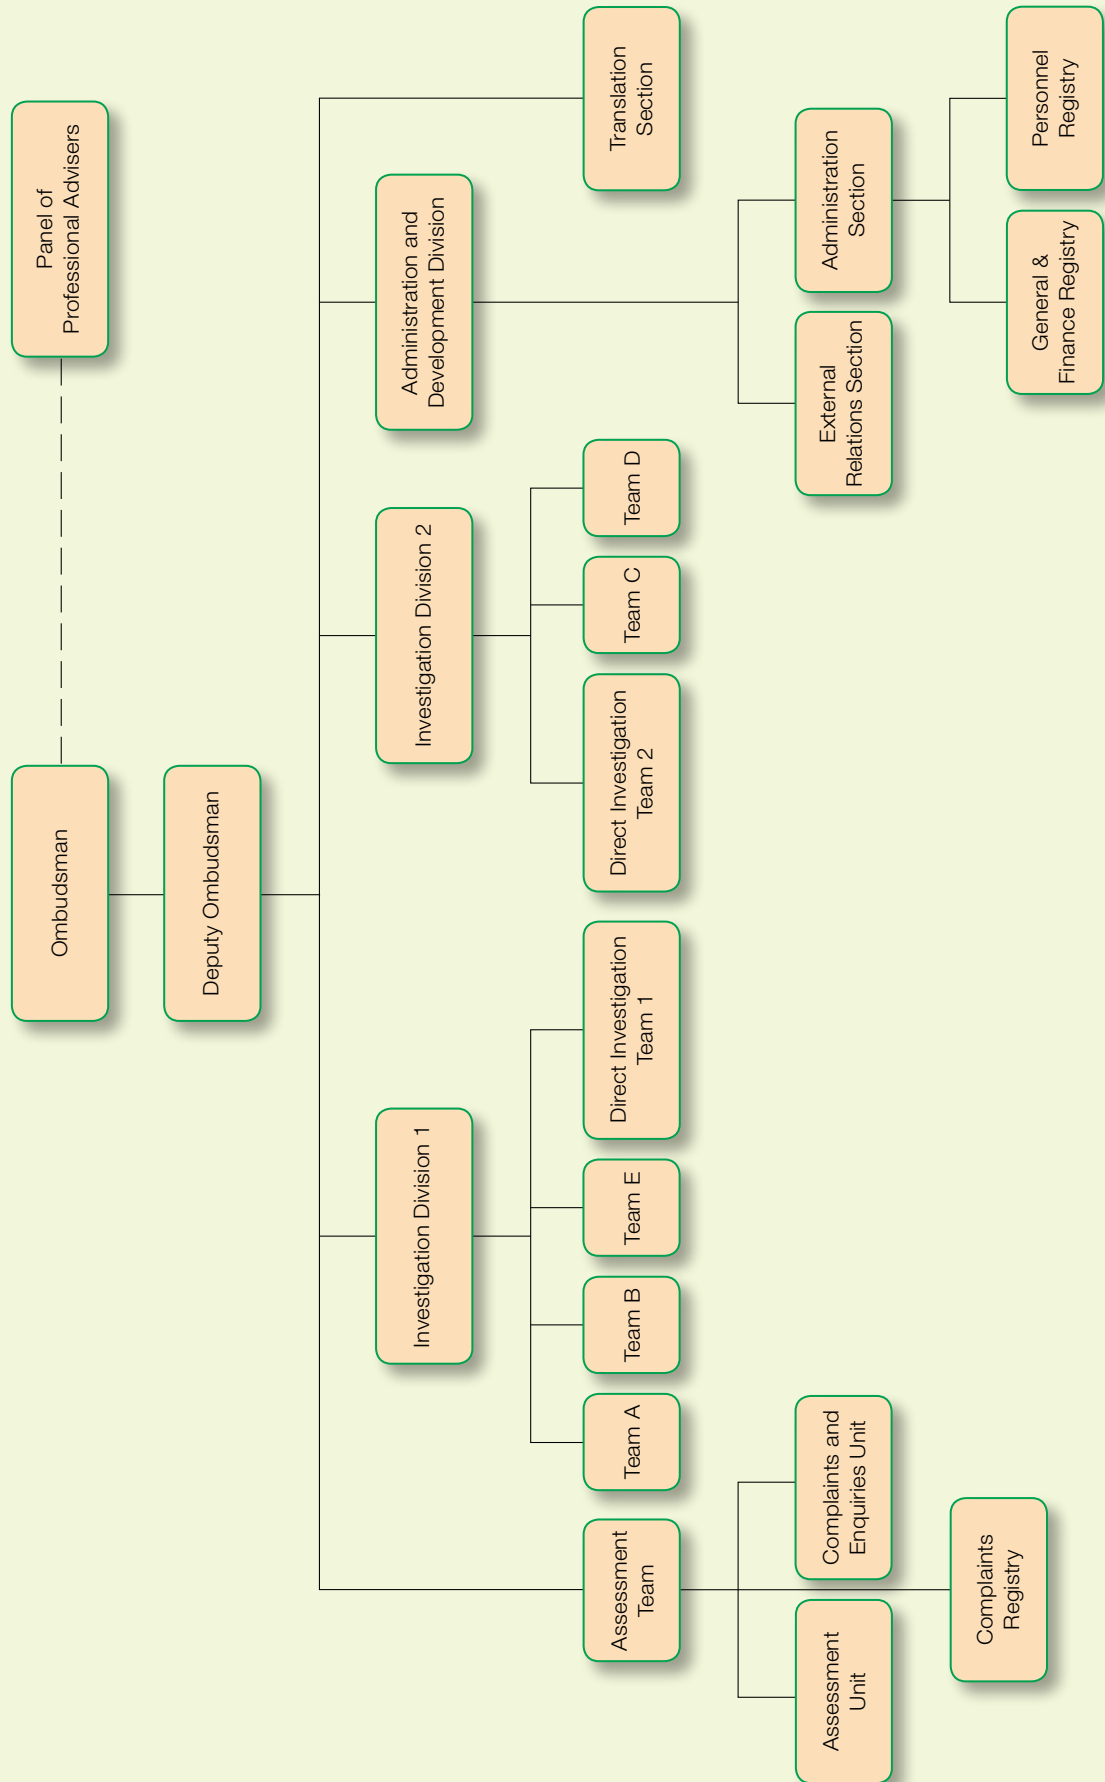 Ombudsman
Panel of
Professional Advisers
Deputy Ombudsman
Investigation Division 1
Investigation Division 2
Administration and
Development Division
Assessment
Team
Team A
Team B
Team E
Direct Investigation
Team 1
Direct Investigation
Team 2
Team C
Team D
Translation
Section
Assessment
Unit
Complaints and
Enquiries Unit
External
Relations Section
Administration
Section
Complaints
Registry
General &
Finance Registry
Personnel
Registry